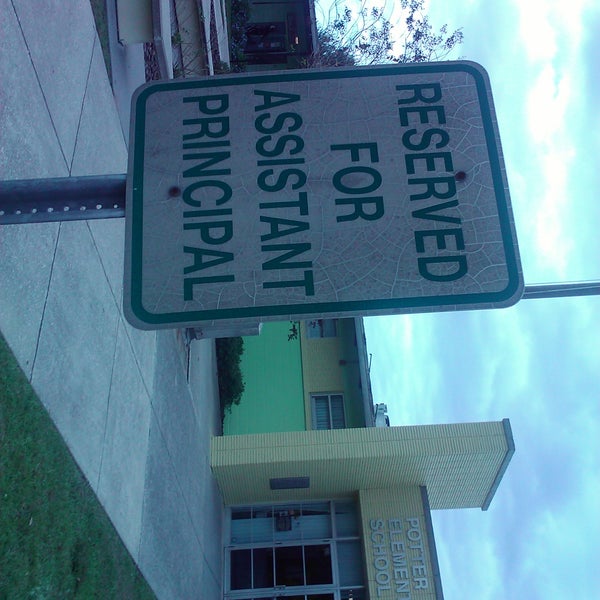 RESERVED
FOR
ASSISTANT
PRINCIPAL
POTTER
ELEMEN
SCHOOL